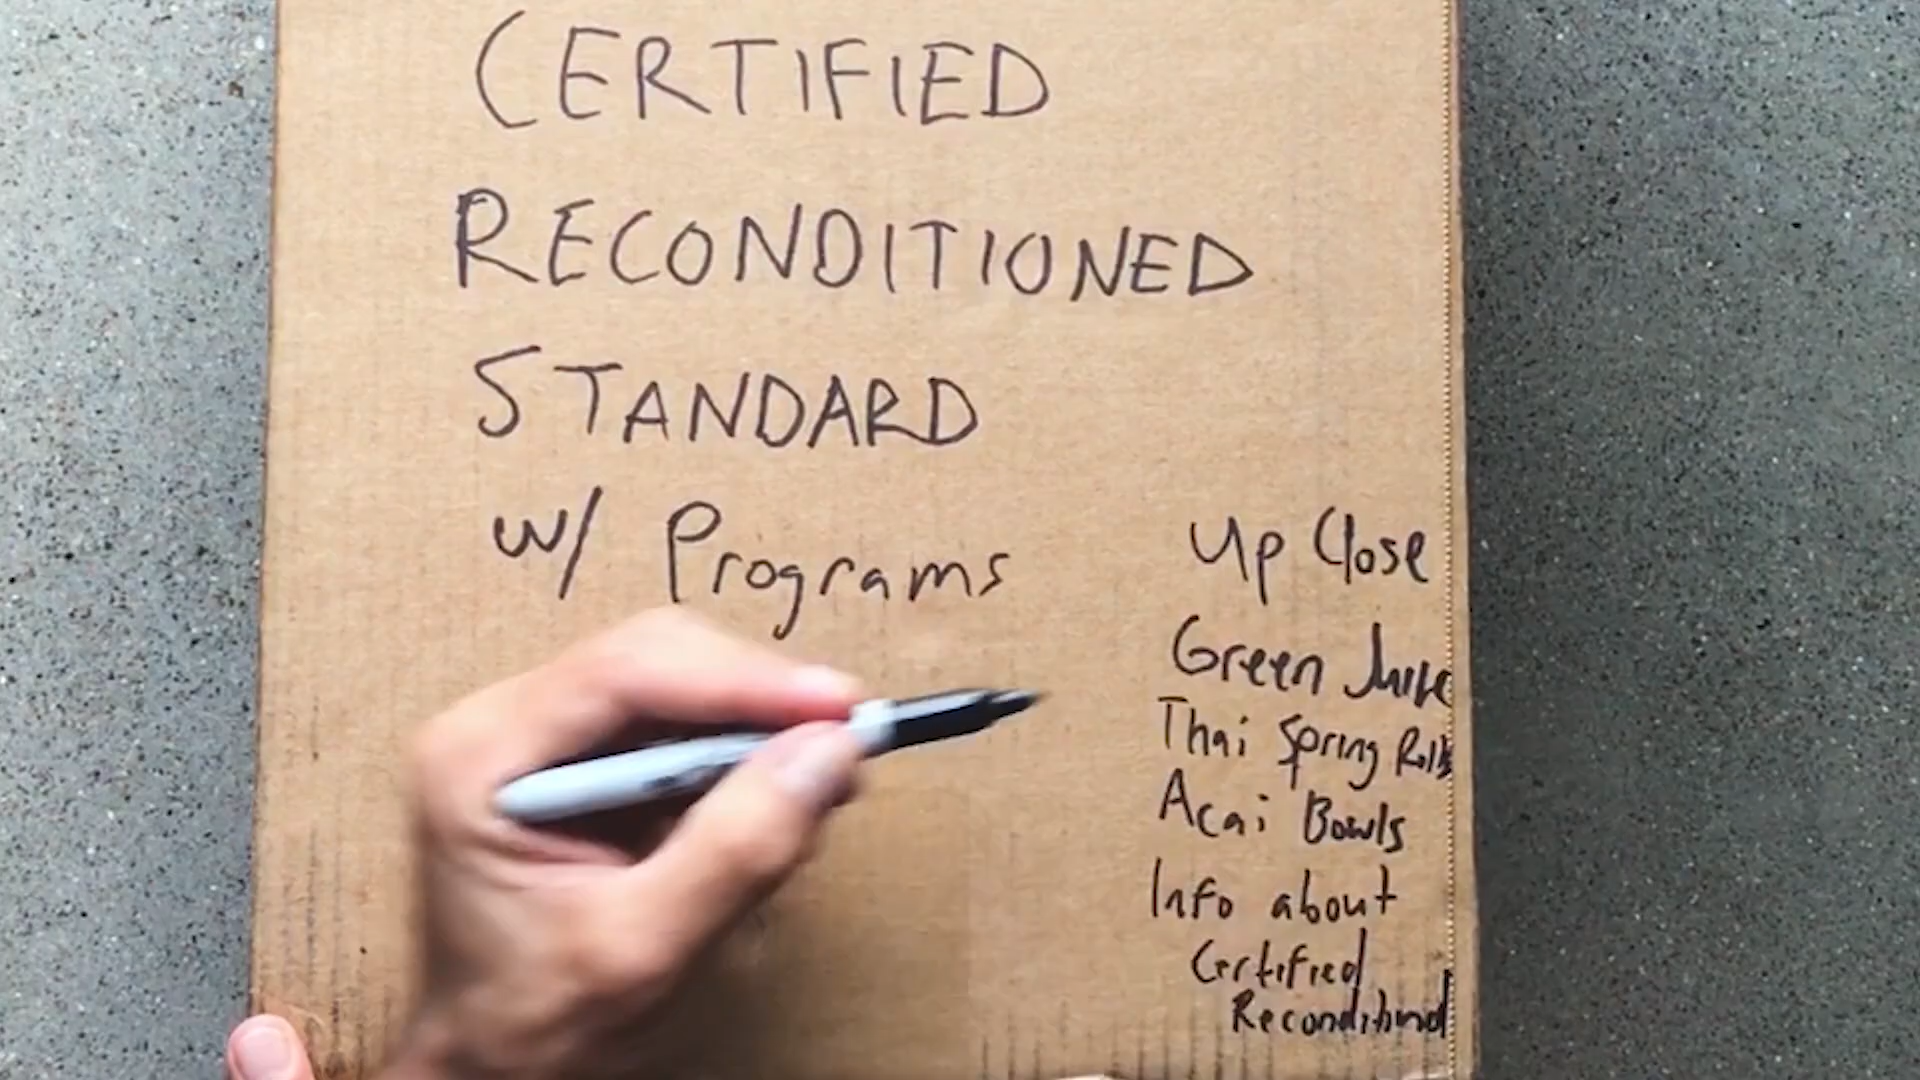 CERTIFIED
RECONDITIONED
STANDARD
w/ Programs
Up Close
Green Juice
Thai Spring Rolls
Acai Bowls
Info about
Certified
Reconditioned